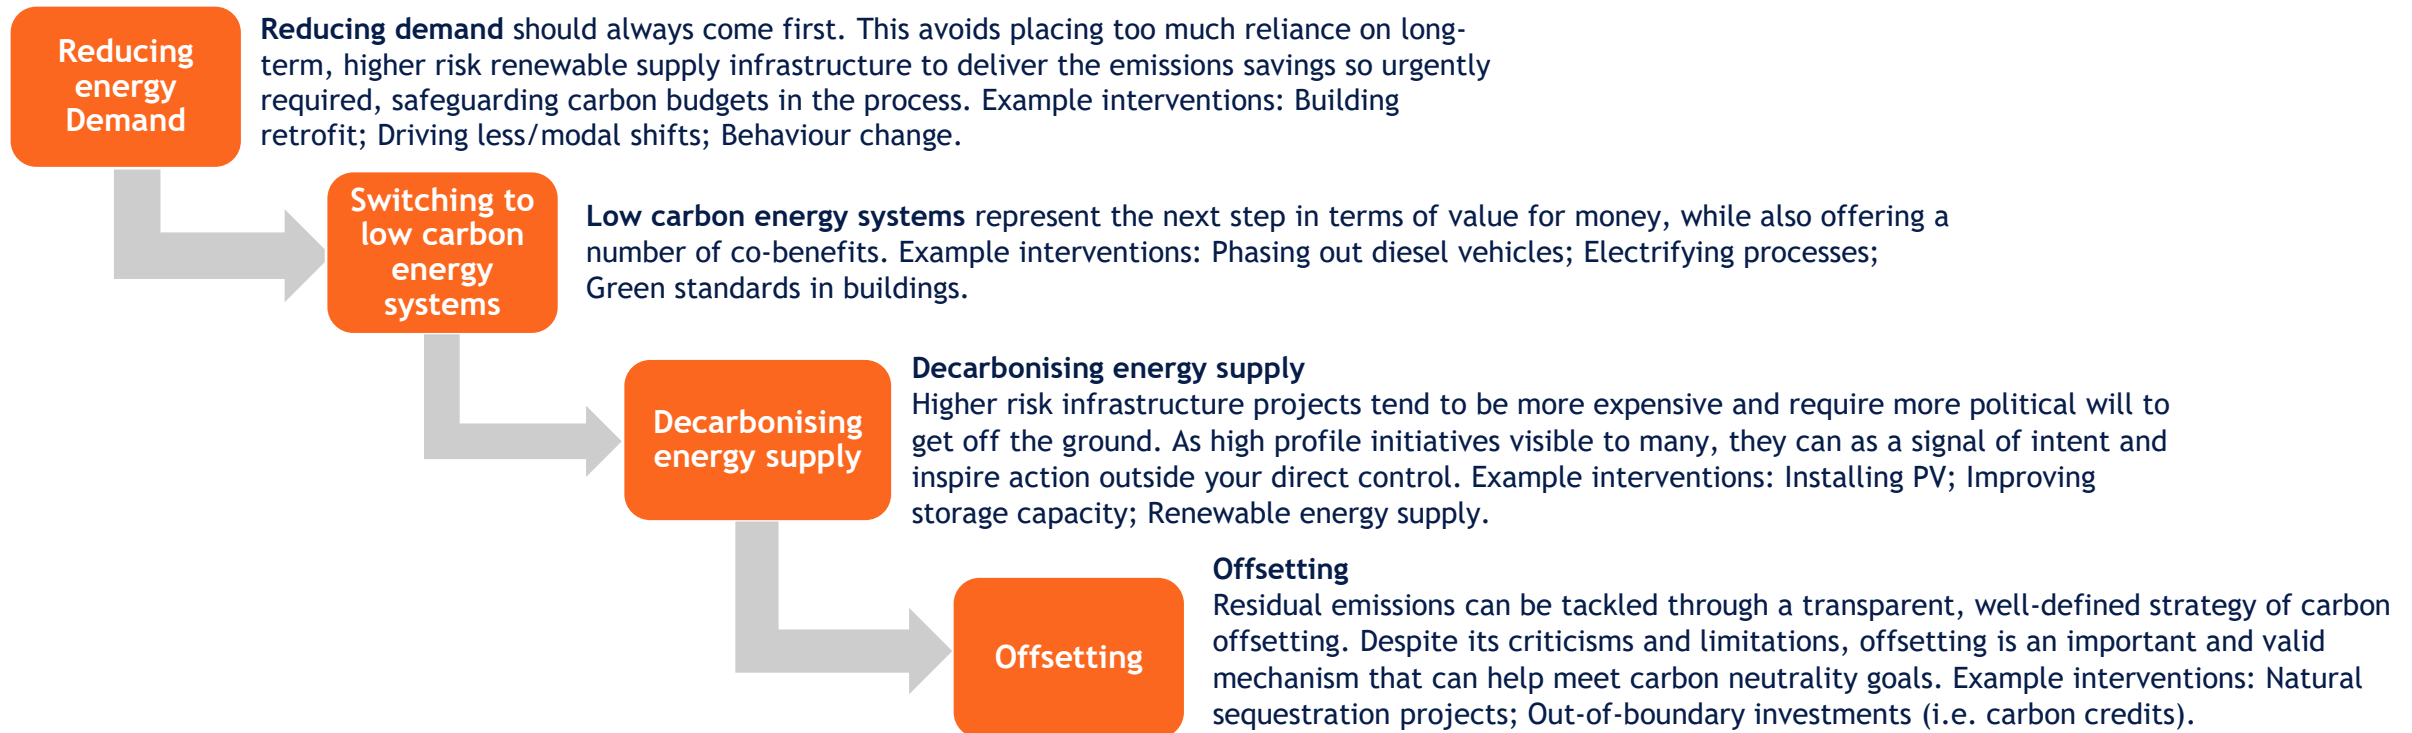 Reducing
energy
Demand
Reducing demand should always come first. This avoids placing too much reliance on long-
term, higher risk renewable supply infrastructure to deliver the emissions savings so urgently
required, safeguarding carbon budgets in the process. Example interventions: Building
retrofit; Driving less/modal shifts; Behaviour change.
Switching to
low carbon
energy
systems
Low carbon energy systems represent the next step in terms of value for money, while also offering a
number of co-benefits. Example interventions: Phasing out diesel vehicles; Electrifying processes;
Green standards in buildings.
Decarbonising
energy supply
Decarbonising energy supply
Higher risk infrastructure projects tend to be more expensive and require more political will to
get off the ground. As high profile initiatives visible to many, they can as a signal of intent and
inspire action outside your direct control. Example interventions: Installing PV; Improving
storage capacity; Renewable energy supply.
Offsetting
Offsetting
Residual emissions can be tackled through a transparent, well-defined strategy of carbon
offsetting. Despite its criticisms and limitations, offsetting is an important and valid
mechanism that can help meet carbon neutrality goals. Example interventions: Natural
sequestration projects; Out-of-boundary investments (i.e. carbon credits).